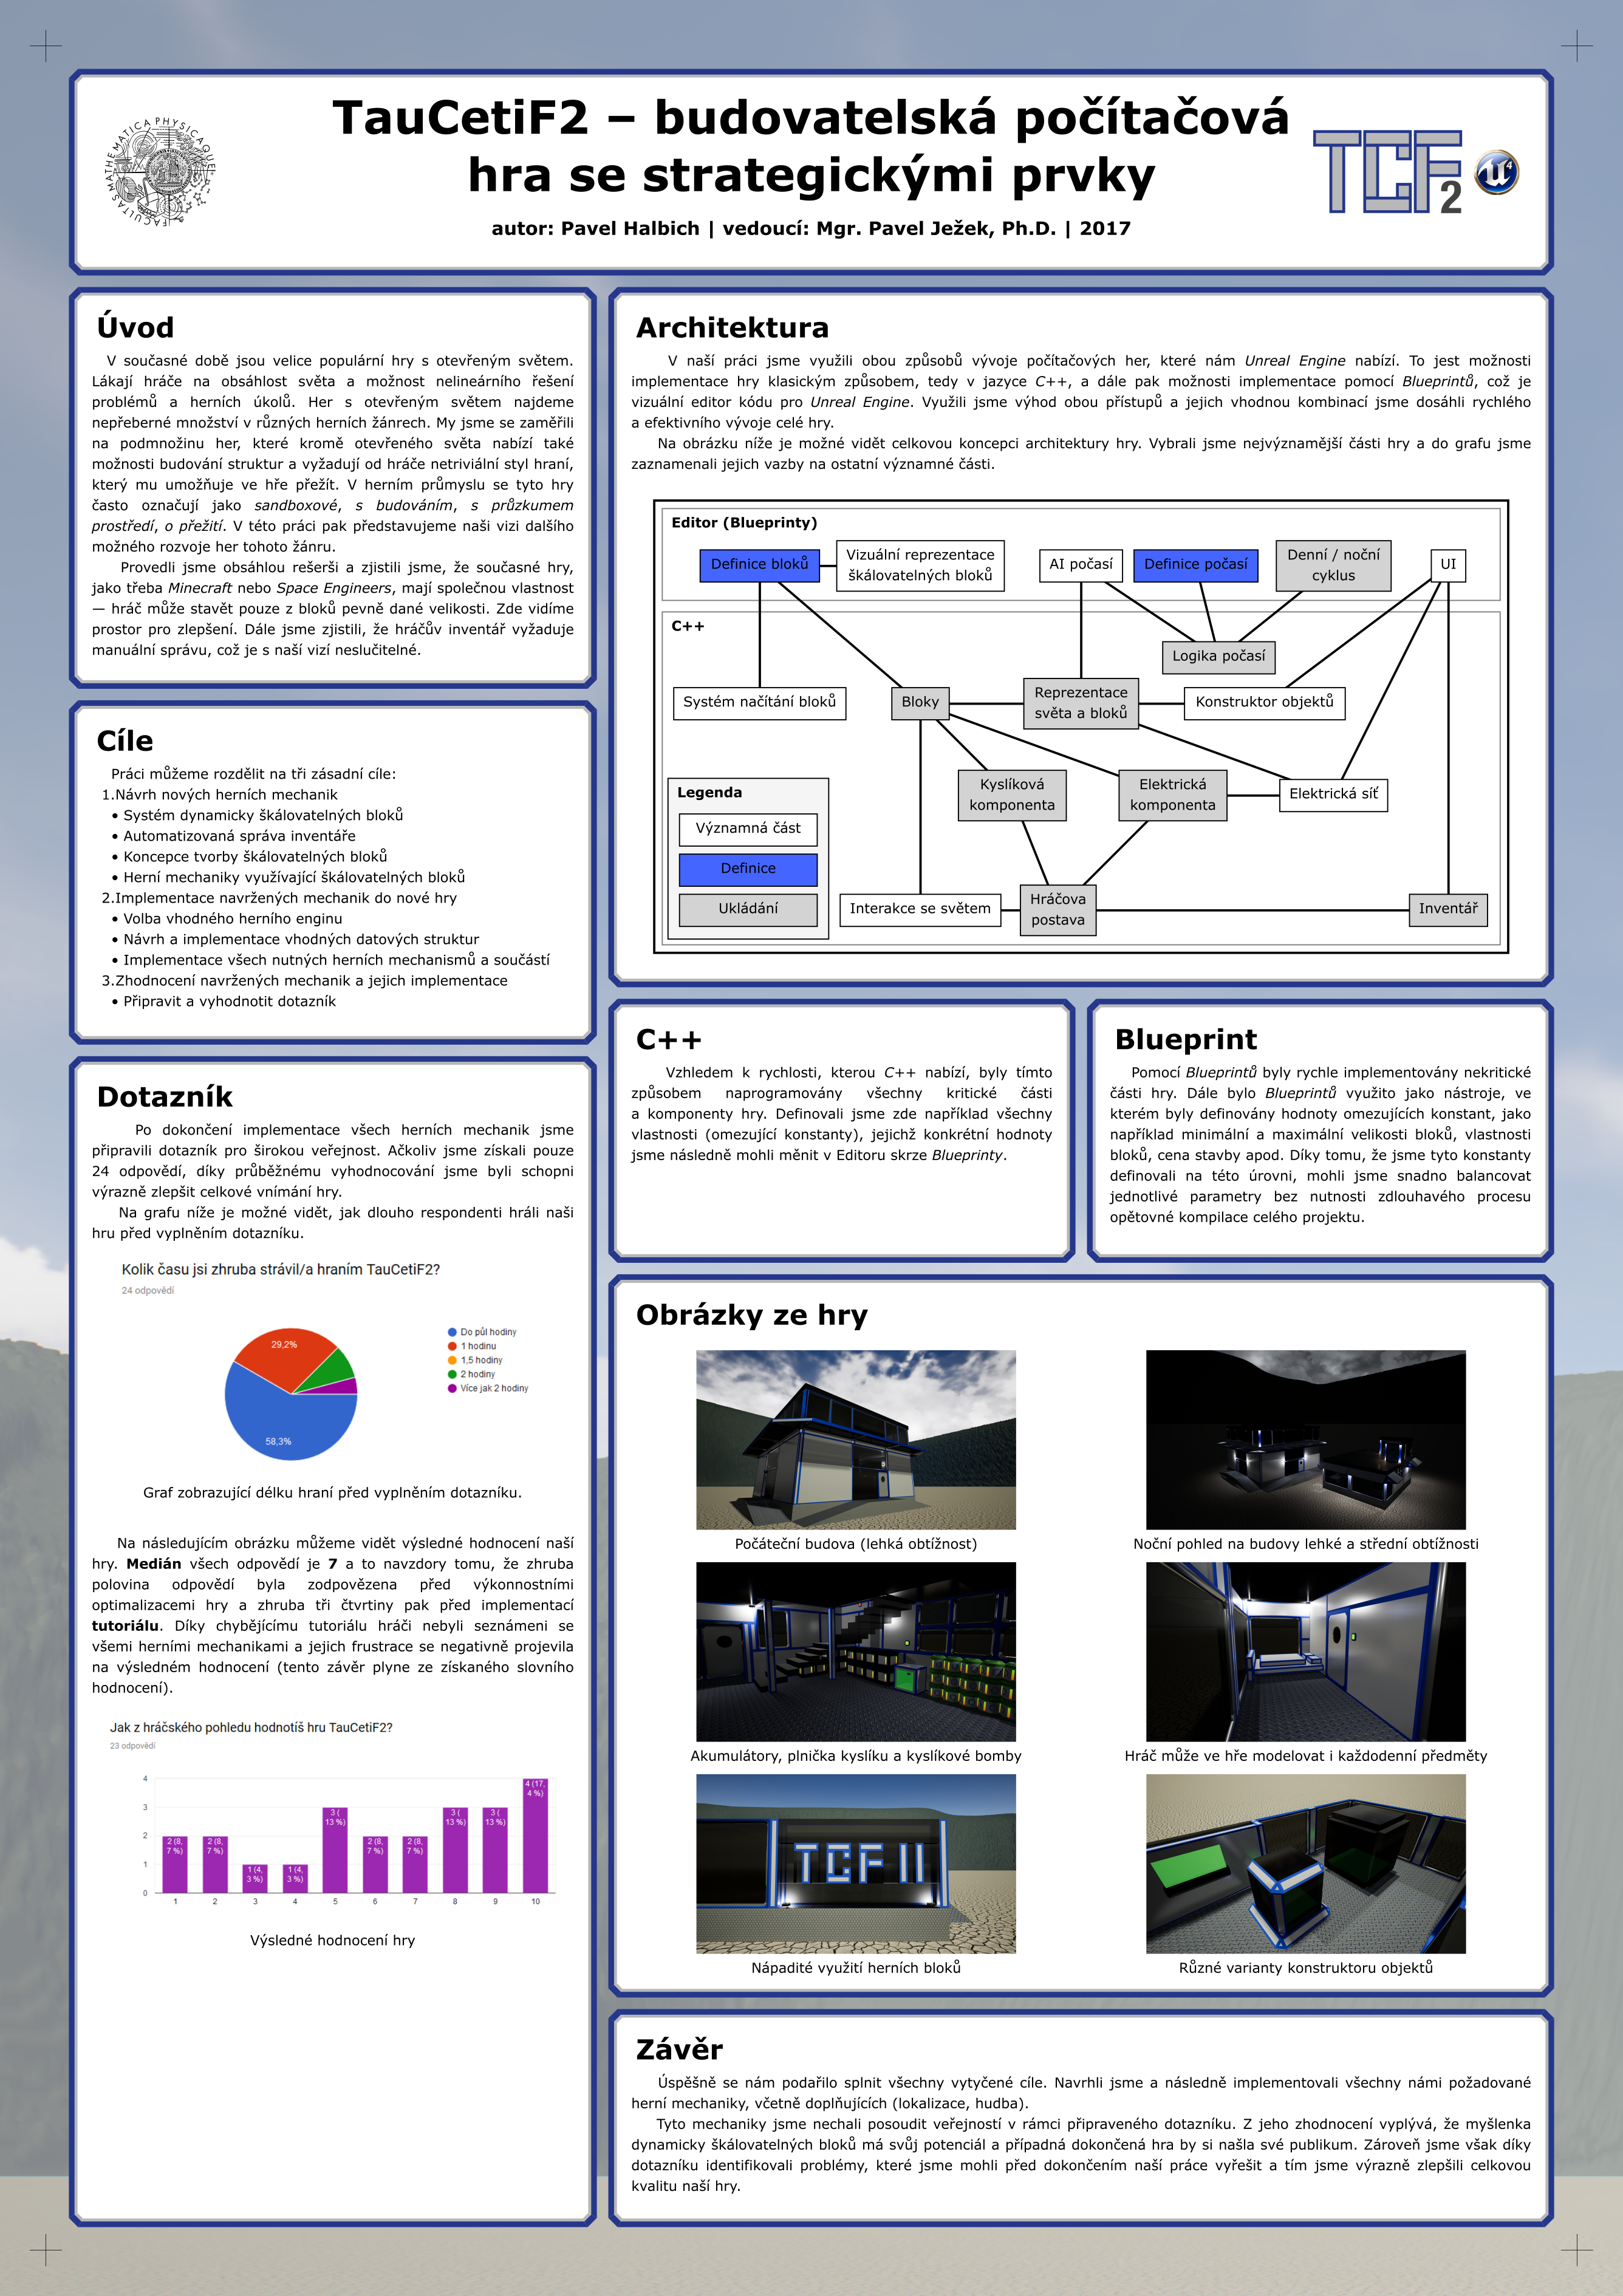 TauCetiF2 – budovatelská počítačová
hra se strategickými prvky
autor: Pavel Halbich | vedoucí: Mgr. Pavel Ježek, Ph.D. | 2017
MATHEMATICA PHYSICAQUE FACULTAS
TCF2
Úvod
V současné době jsou velice populární hry s otevřeným světem.
Lákají hráče na obsáhlost světa a možnost nelineárního řešení
problémů a herních úkolů. Her s otevřeným světem najdeme
nepřeberné množství v různých herních žánrech. My jsme se zaměřili
na podmnožinu her, které kromě otevřeného světa nabízí také
možnosti budování struktur a vyžadují od hráče netriviální styl hraní,
který mu umožňuje ve hře přežít. V herním průmyslu se tyto hry
často označují jako sandboxové, s budováním, s průzkumem
prostředí, o přežití. V této práci pak představujeme naši vizi dalšího
možného rozvoje her tohoto žánru.
Provedli jsme obsáhlou rešerši a zjistili jsme, že současné hry,
jako třeba Minecraft nebo Space Engineers, mají společnou vlastnost
— hráč může stavět pouze z bloků pevně dané velikosti. Zde vidíme
prostor pro zlepšení. Dále jsme zjistili, že hráčův inventář vyžaduje
manuální správu, což je s naší vizí neslučitelné.
Cíle
Práci můžeme rozdělit na tři zásadní cíle:
1.Návrh nových herních mechanik
• Systém dynamicky škálovatelných bloků
• Automatizovaná správa inventáře
• Koncepce tvorby škálovatelných bloků
• Herní mechaniky využívající škálovatelných bloků
2.Implementace navržených mechanik do nové hry
• Volba vhodného herního enginu
• Návrh a implementace vhodných datových struktur
• Implementace všech nutných herních mechanismů a součástí
3.Zhodnocení navržených mechanik a jejich implementace
• Připravit a vyhodnotit dotazník
Dotazník
Po dokončení implementace všech herních mechanik jsme
připravili dotazník pro širokou veřejnost. Ačkoliv jsme získali pouze
24 odpovědí, díky průběžnému vyhodnocování jsme byli schopni
výrazně zlepšit celkové vnímání hry.
Na grafu níže je možné vidět, jak dlouho respondenti hráli naši
hru před vyplněním dotazníku.
Kolik času jsi zhruba strávil/a hraním TauCetiF2?
24 odpovědí
29,2%
58,3%
Do půl hodiny
1 hodinu
1,5 hodiny
2 hodiny
Více jak 2 hodiny
Graf zobrazující délku hraní před vyplněním dotazníku.
Na následujícím obrázku můžeme vidět výsledné hodnocení naší
hry. Medián všech odpovědí je 7 a to navzdory tomu, že zhruba
polovina odpovědí byla zodpovězena před výkonnostními
optimalizacemi hry a zhruba tři čtvrtiny pak před implementací
tutoriálu. Díky chybějícímu tutoriálu hráči nebyli seznámeni se
všemi herními mechanikami a jejich frustrace se negativně projevila
na výsledném hodnocení (tento závěr plyne ze získaného slovního
hodnocení).
Jak z hráčského pohledu hodnotíš hru TauCetiF2?
23 odpovědí
4
3
2
1
0
2 (8,
7 %)
2 (8,
7 %)
1 (4,
3 %)
1 (4,
3 %)
3 (
13 %)
2 (8,
7 %)
2 (8,
7 %)
3 (
13 %)
3 (
13 %)
4 (17,
4 %)
1 2 3 4 5 6 7 8 9 10
Výsledné hodnocení hry
Architektura
V naší práci jsme využili obou způsobů vývoje počítačových her, které nám Unreal Engine nabízí. To jest možnosti
implementace hry klasickým způsobem, tedy v jazyce C++, a dále pak možnosti implementace pomocí Blueprintů, což je
vizuální editor kódu pro Unreal Engine. Využili jsme výhod obou přístupů a jejich vhodnou kombinací jsme dosáhli rychlého
a efektivního vývoje celé hry.
Na obrázku níže je možné vidět celkovou koncepci architektury hry. Vybrali jsme nejvýznamější části hry a do grafu jsme
zaznamenali jejich vazby na ostatní významné části.
Editor (Blueprinty)
Definice bloků
Vizuální reprezentace
škálovatelných bloků
AI počasí
Definice počasí
Denní / noční
cyklus
UI
C++
Logika počasí
Systém načítání bloků
Bloky
Reprezentace
světa a bloků
Konstruktor objektů
Kyslíková
komponenta
Elektrická
komponenta
Elektrická síť
Legenda
Významná část
Definice
Ukládání
Interakce se světem
Hráčova
postava
Inventář
C++
Vzhledem k rychlosti, kterou C++ nabízí, byly tímto
způsobem naprogramovány všechny kritické části
a komponenty hry. Definovali jsme zde například všechny
vlastnosti (omezující konstanty), jejichž konkrétní hodnoty
jsme následně mohli měnit v Editoru skrze Blueprinty.
Blueprint
Pomocí Blueprintů byly rychle implementovány nekritické
části hry. Dále bylo Blueprintů využito jako nástroje, ve
kterém byly definovány hodnoty omezujících konstant, jako
například minimální a maximální velikosti bloků, vlastnosti
bloků, cena stavby apod. Díky tomu, že jsme tyto konstanty
definovali na této úrovni, mohli jsme snadno balancovat
jednotlivé parametry bez nutnosti zdlouhavého procesu
opětovné kompilace celého projektu.
Obrázky ze hry
Počáteční budova (lehká obtížnost)
Noční pohled na budovy lehké a střední obtížnosti
Akumulátory, plnička kyslíku a kyslíkové bomby
Hráč může ve hře modelovat i každodenní předměty
TCF II
Nápadité využití herních bloků
Různé varianty konstruktoru objektů
Závěr
Úspěšně se nám podařilo splnit všechny vytyčené cíle. Navrhli jsme a následně implementovali všechny námi požadované
herní mechaniky, včetně doplňujících (lokalizace, hudba).
Tyto mechaniky jsme nechali posoudit veřejností v rámci připraveného dotazníku. Z jeho zhodnocení vyplývá, že myšlenka
dynamicky škálovatelných bloků má svůj potenciál a případná dokončená hra by si našla své publikum. Zároveň jsme však díky
dotazníku identifikovali problémy, které jsme mohli před dokončením naší práce vyřešit a tím jsme výrazně zlepšili celkovou
kvalitu naší hry.